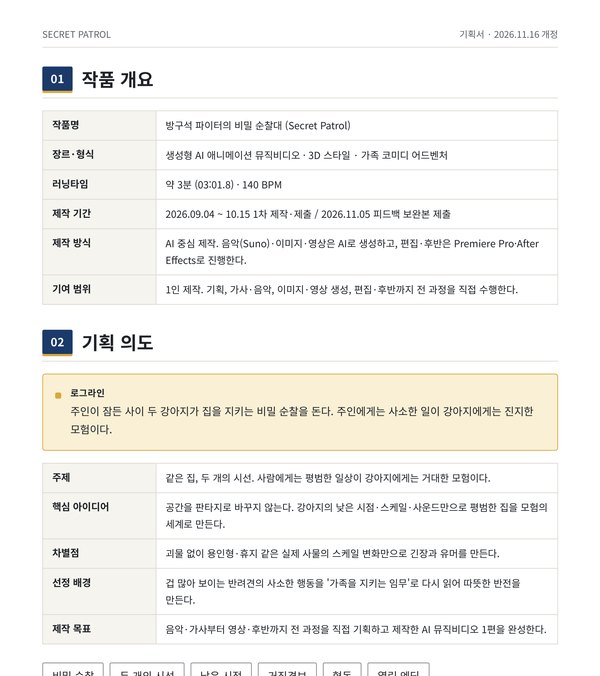 SECRET PATROL
기획서 · 2026.11.16 개정
01 작품 개요
작품명 방구석 파이터의 비밀 순찰대 (Secret Patrol)
장르·형식 생성형 AI 애니메이션 뮤직비디오 · 3D 스타일 · 가족 코미디 어드벤처
러닝타임 약 3분 (03:01.8) · 140 BPM
제작 기간 2026.09.04 ~ 10.15 1차 제작·제출 / 2026.11.05 피드백 보완본 제출
제작 방식 AI 중심 제작. 음악(Suno)·이미지·영상은 AI로 생성하고, 편집·후반은 Premiere Pro·After
Effects로 진행한다.
기여 범위 1인 제작. 기획, 가사·음악, 이미지·영상 생성, 편집·후반까지 전 과정을 직접 수행한다.
02 기획 의도
로그라인
주인이 잠든 사이 두 강아지가 집을 지키는 비밀 순찰을 돈다. 주인에게는 사소한 일이 강아지에게는 진지한
모험이다.
주제 같은 집, 두 개의 시선. 사람에게는 평범한 일상이 강아지에게는 거대한 모험이다.
핵심 아이디어 공간을 판타지로 바꾸지 않는다. 강아지의 낮은 시점·스케일·사운드만으로 평범한 집을 모험의
세계로 만든다.
차별점 괴물 없이 용인형·휴지 같은 실제 사물의 스케일 변화만으로 긴장과 유머를 만든다.
선정 배경 겁 많아 보이는 반려견의 사소한 행동을 '가족을 지키는 임무'로 다시 읽어 따뜻한 반전을
만든다.
제작 목표 음악·가사부터 영상·후반까지 전 과정을 직접 기획하고 제작한 AI 뮤직비디오 1편을 완성한다.
비밀 순찰 두 개의 시선 낮은 시점 거짓경보 협동 열린 엔딩